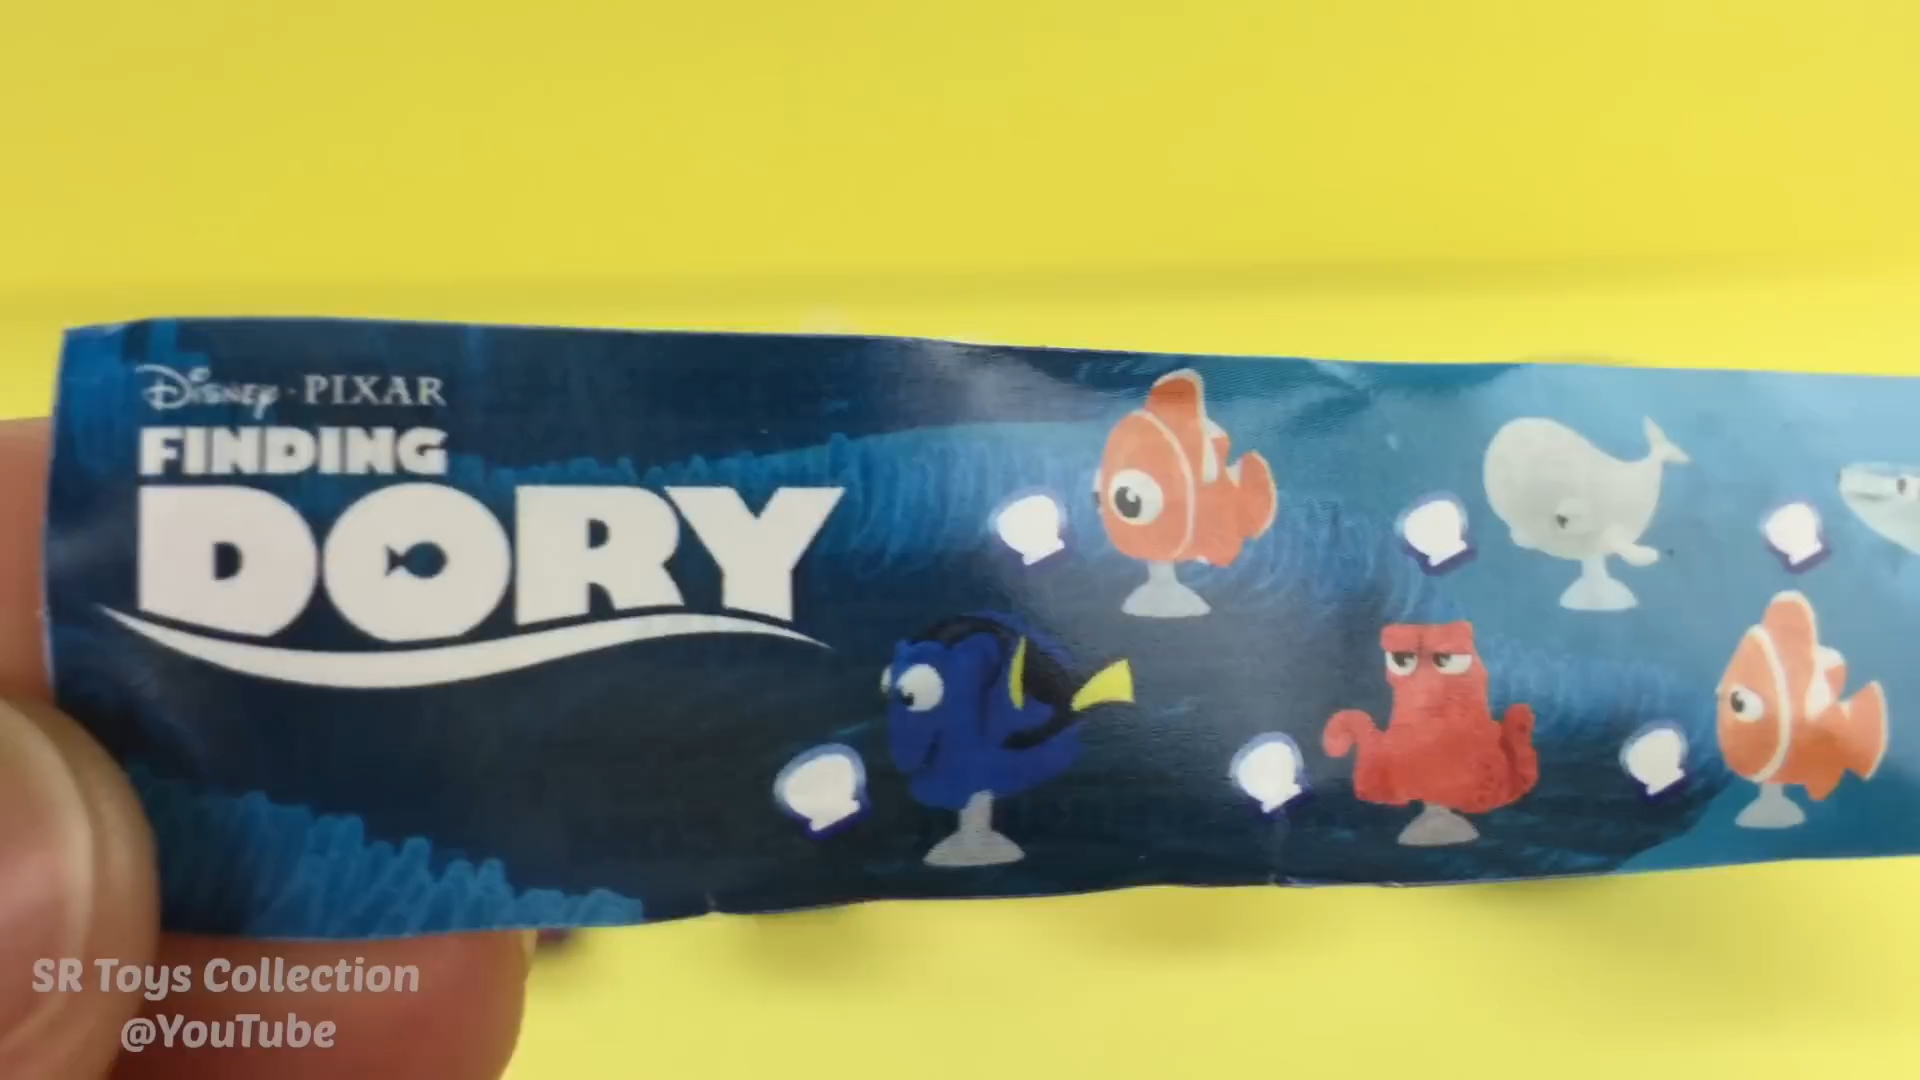 Disney · PIXAR
FINDING
DORY
SR Toys Collection
@YouTube